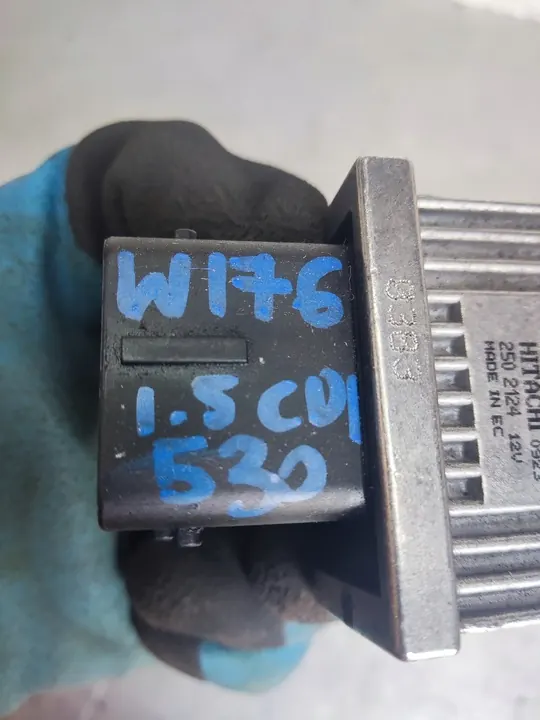 W176
1.5 CDI
530
0383
HITACHI 0923
250 2124 12V
MADE IN EC